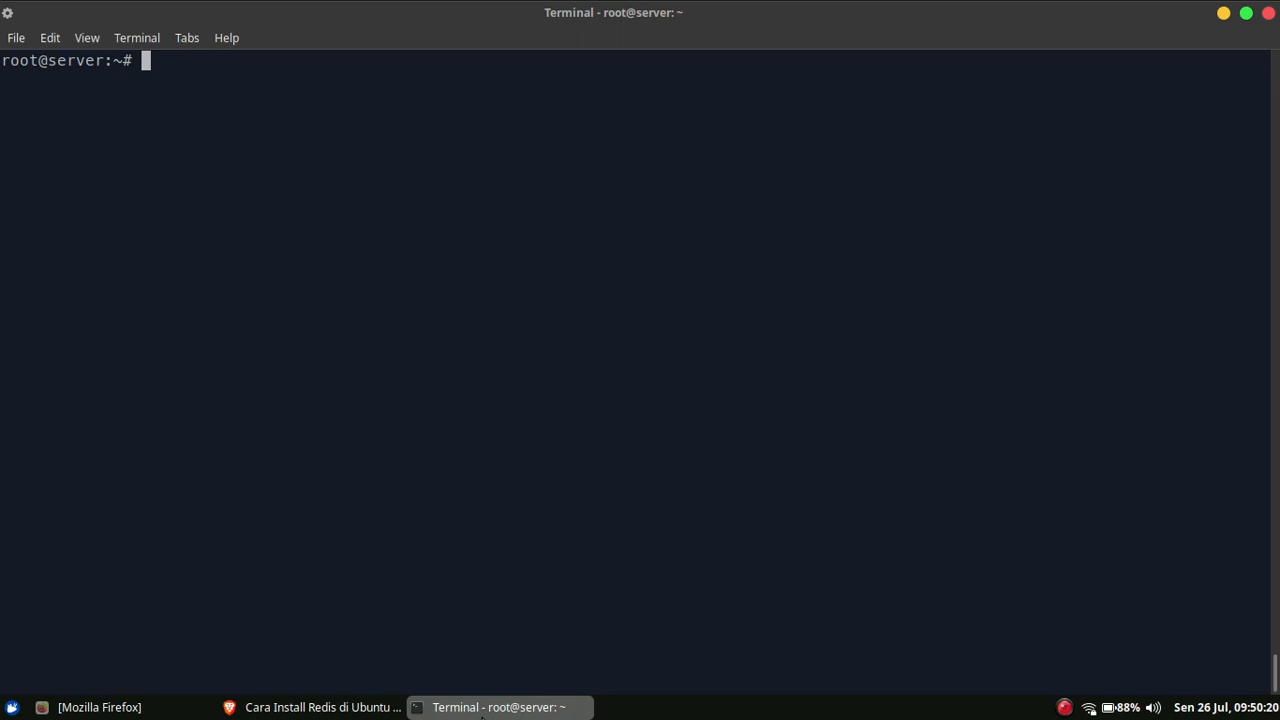 Terminal - root@server: ~
File Edit View Terminal Tabs Help
root@server:~#
[Mozilla Firefox] Cara Install Redis di Ubuntu ... Terminal - root@server: ~ 88% Sen 26 Jul, 09:50:20